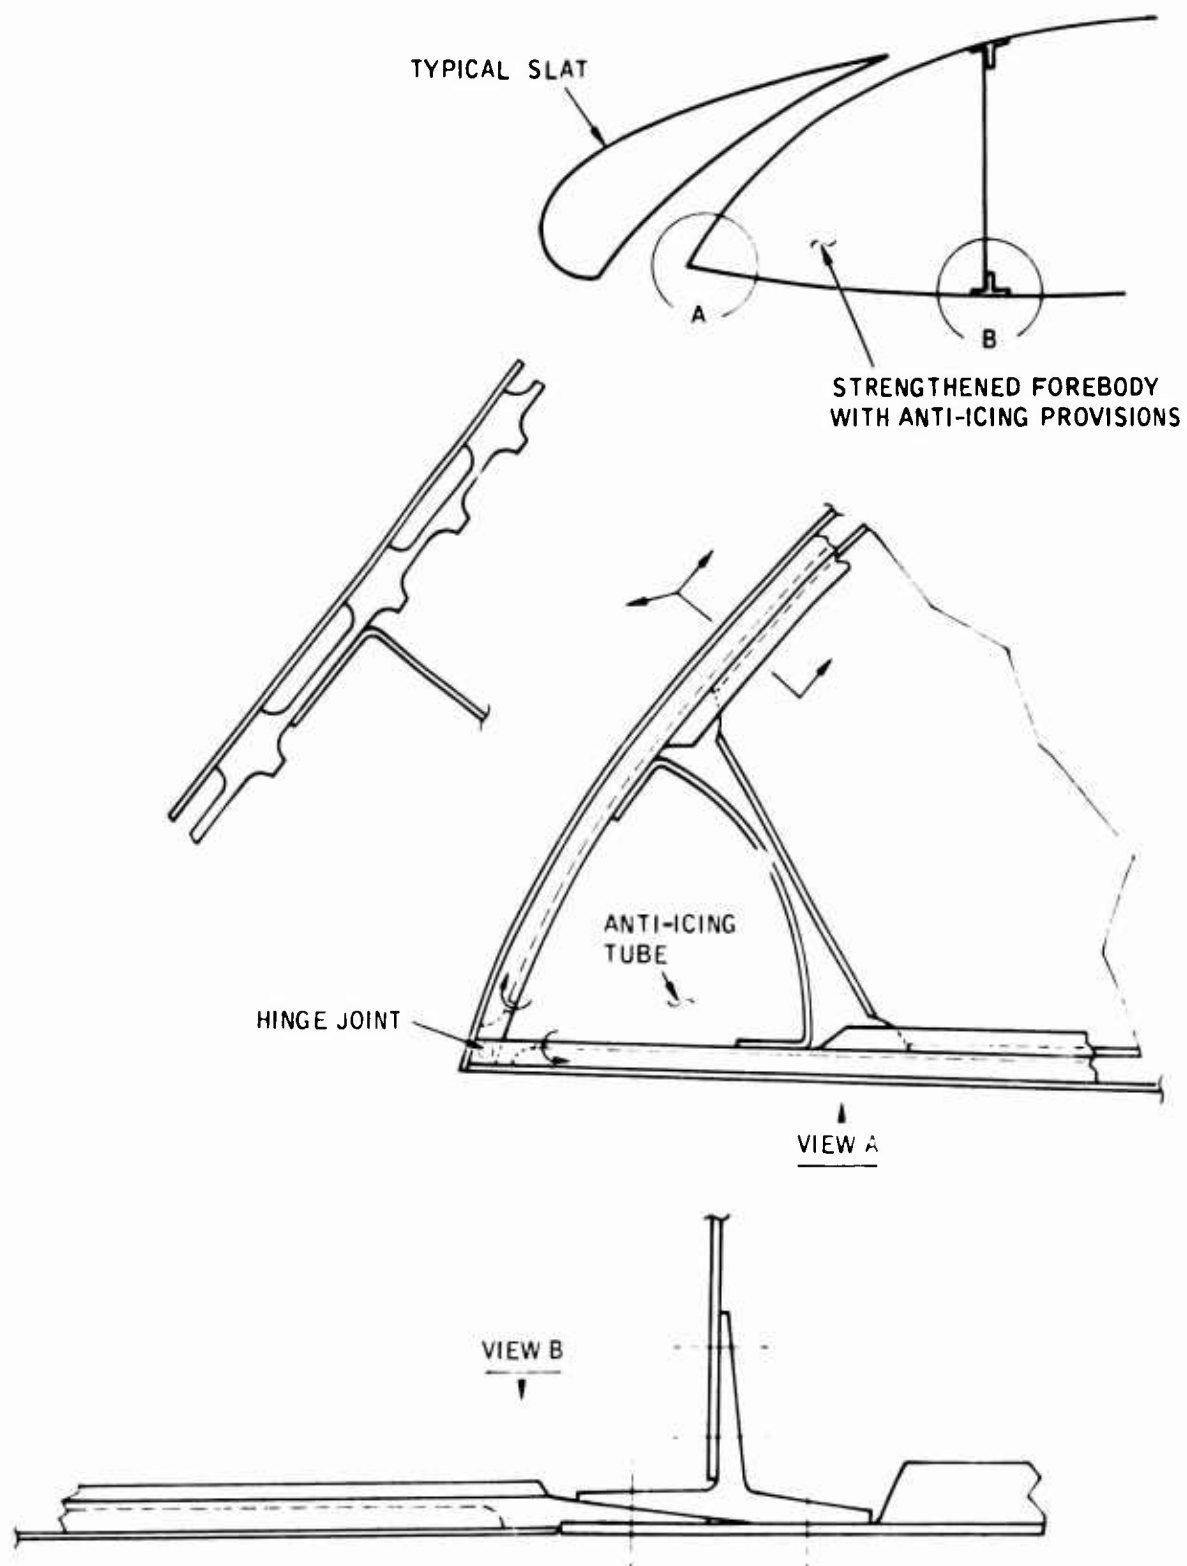 TYPICAL SLAT
A
B
STRENGTHENED FOREBODY
WITH ANTI-ICING PROVISIONS
ANTI-ICING
TUBE
HINGE JOINT
VIEW A
VIEW B